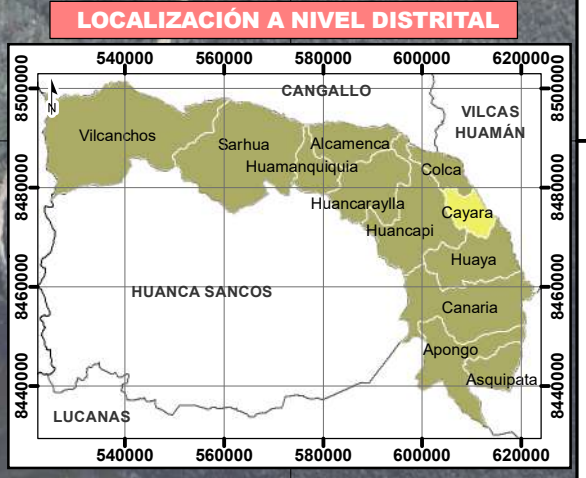 LOCALIZACIÓN A NIVEL DISTRITAL
540000 560000 580000 600000 620000
8500000 8500000
N
CANGALLO
VILCAS
HUAMÁN
Vilcanchos
Sarhua
Alcamenca
Huamanquiquia
Colca
8480000 8480000
Huancaraylla
Cayara
Huancapi
Huaya
8460000 8460000
HUANCA SANCOS
Canaria
Apongo
Asquipata
8440000 8440000
LUCANAS
540000 560000 580000 600000 620000